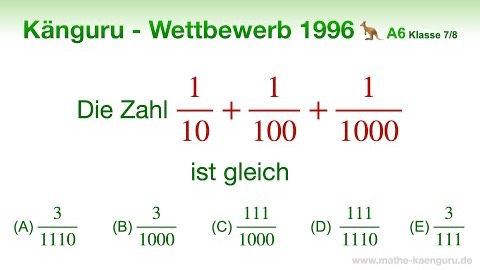 Känguru - Wettbewerb 1996 🦘 A6 Klasse 7/8
Die Zahl 1/10 + 1/100 + 1/1000
ist gleich
(A) 3/1110 (B) 3/1000 (C) 111/1000 (D) 111/1110 (E) 3/111
www.mathe-kaenguru.de